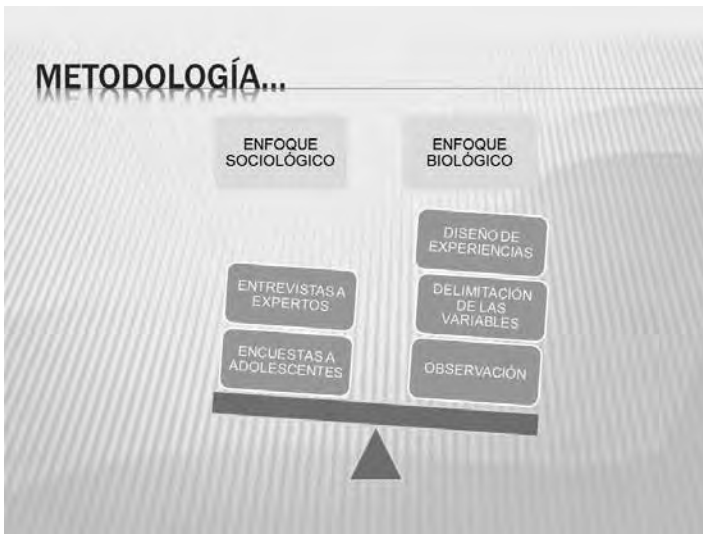 METODOLOGÍA...
ENFOQUE
SOCIOLÓGICO
ENFOQUE
BIOLÓGICO
ENTREVISTAS A
EXPERTOS
ENCUESTAS A
ADOLESCENTES
DISEÑO DE
EXPERIENCIAS
DELIMITACIÓN
DE LAS
VARIABLES
OBSERVACIÓN